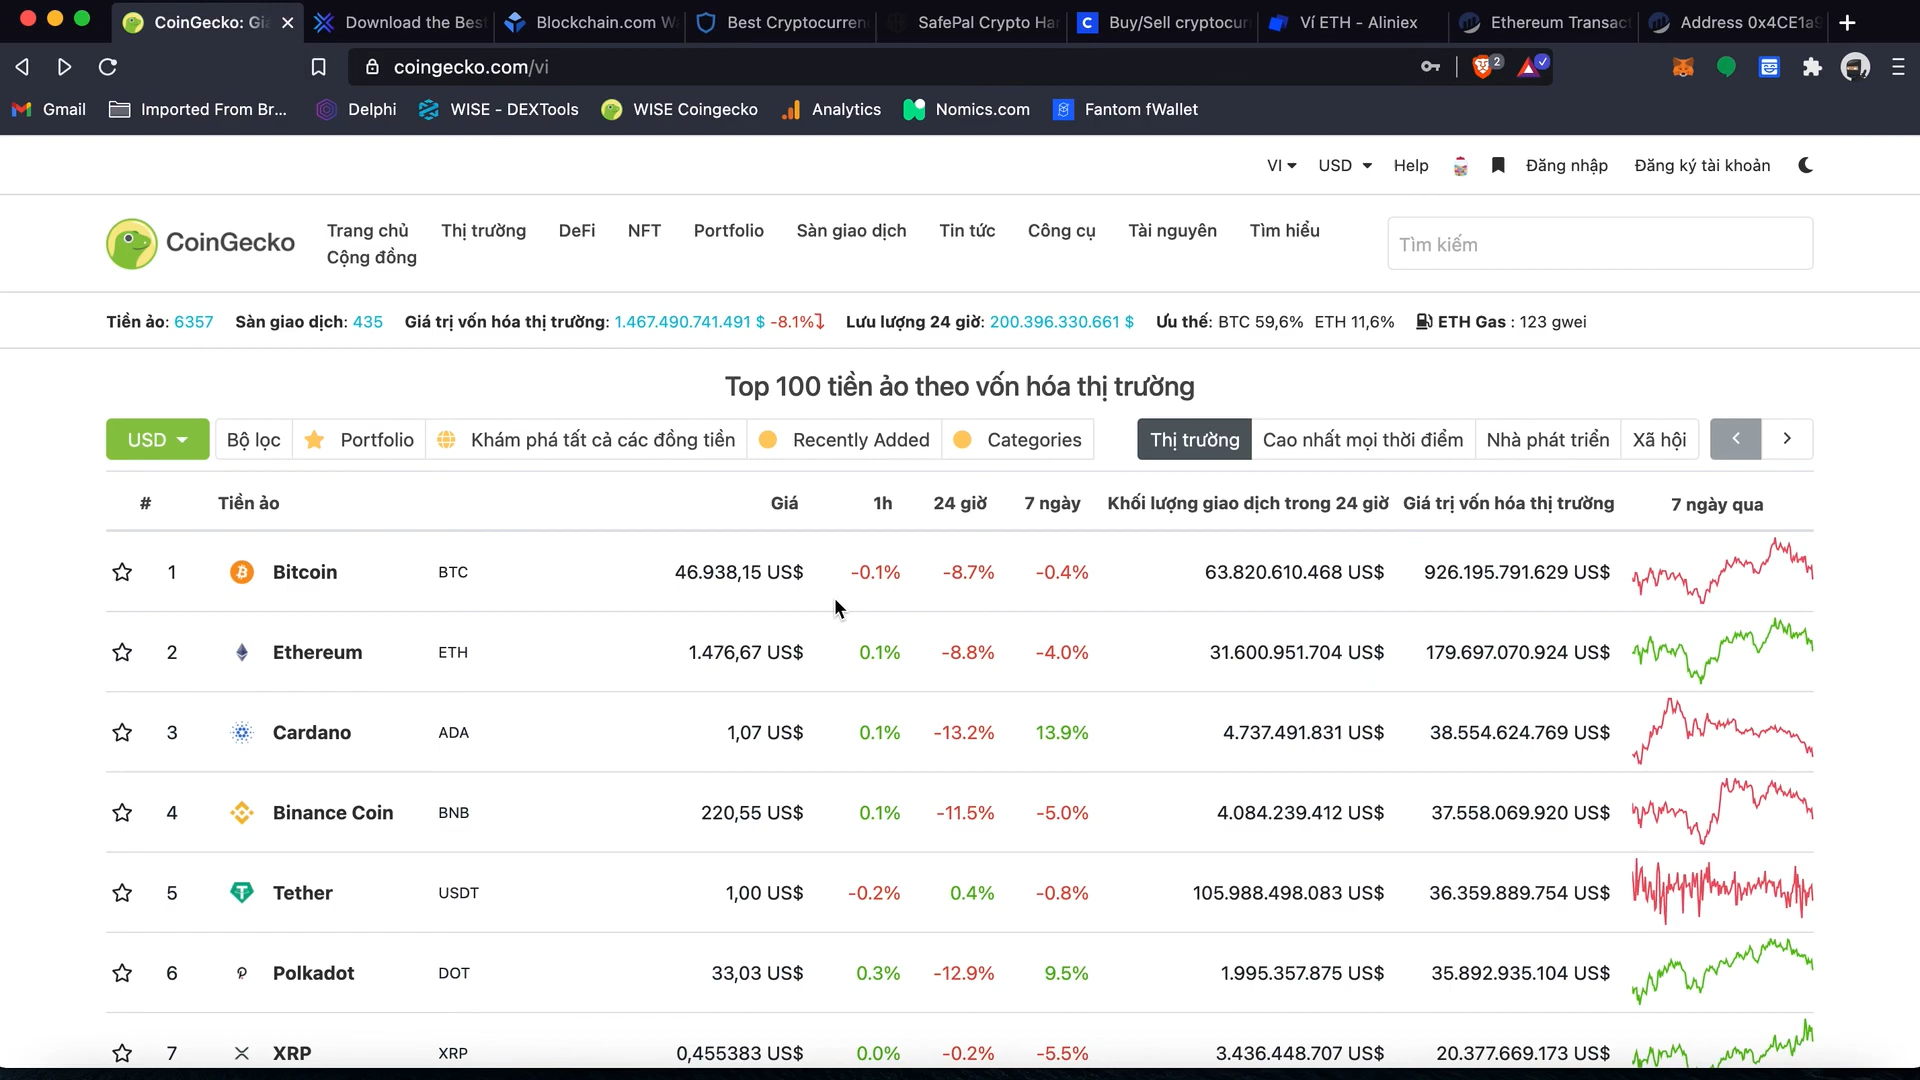 CoinGecko: Gi
Download the Bes
Blockchain.com W
Best Cryptocurren
SafePal Crypto Har
Buy/Sell cryptocur
Ví ETH - Aliniex
Ethereum Transact
Address 0x4CE1a9
coingecko.com/vi
2
Gmail
Imported From Br...
Delphi
WISE - DEXTools
WISE Coingecko
Analytics
Nomics.com
Fantom fWallet
VI
USD
Help
Đăng nhập
Đăng ký tài khoản
CoinGecko
Trang chủ
Thị trường
DeFi
NFT
Portfolio
Sàn giao dịch
Tin tức
Công cụ
Tài nguyên
Tìm hiểu
Cộng đồng
Tìm kiếm
Tiền ảo: 6357
Sàn giao dịch: 435
Giá trị vốn hóa thị trường: 1.467.490.741.491 $ -8.1%
Lưu lượng 24 giờ: 200.396.330.661 $
Ưu thế: BTC 59,6% ETH 11,6%
ETH Gas : 123 gwei
Top 100 tiền ảo theo vốn hóa thị trường
USD
Bộ lọc
Portfolio
Khám phá tất cả các đồng tiền
Recently Added
Categories
Thị trường
Cao nhất mọi thời điểm
Nhà phát triển
Xã hội
# Tiền ảo Giá 1h 24 giờ 7 ngày Khối lượng giao dịch trong 24 giờ Giá trị vốn hóa thị trường 7 ngày qua
1 Bitcoin BTC 46.938,15 US$ -0.1% -8.7% -0.4% 63.820.610.468 US$ 926.195.791.629 US$
2 Ethereum ETH 1.476,67 US$ 0.1% -8.8% -4.0% 31.600.951.704 US$ 179.697.070.924 US$
3 Cardano ADA 1,07 US$ 0.1% -13.2% 13.9% 4.737.491.831 US$ 38.554.624.769 US$
4 Binance Coin BNB 220,55 US$ 0.1% -11.5% -5.0% 4.084.239.412 US$ 37.558.069.920 US$
5 Tether USDT 1,00 US$ -0.2% 0.4% -0.8% 105.988.498.083 US$ 36.359.889.754 US$
6 Polkadot DOT 33,03 US$ 0.3% -12.9% 9.5% 1.995.357.875 US$ 35.892.935.104 US$
7 XRP XRP 0,455383 US$ 0.0% -0.2% -5.5% 3.436.448.707 US$ 20.377.669.173 US$